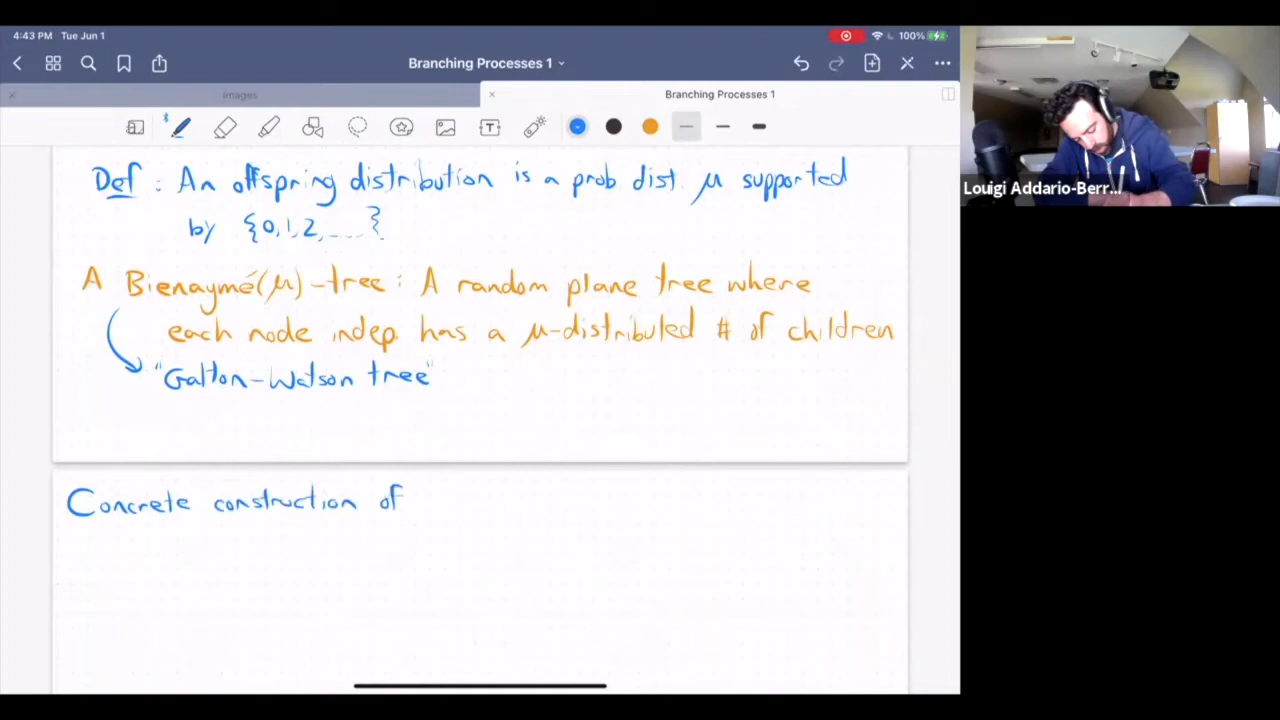 4:43 PM Tue Jun 1
100%
Branching Processes 1
Images
Branching Processes 1
Louigi Addario-Berr...
Def: An offspring distribution is a prob dist. μ supported
by {0,1,2,....}
A Bienaymé(μ)-tree: A random plane tree where
each node indep. has a μ-distributed # of children
"Galton-Watson tree"
Concrete construction of